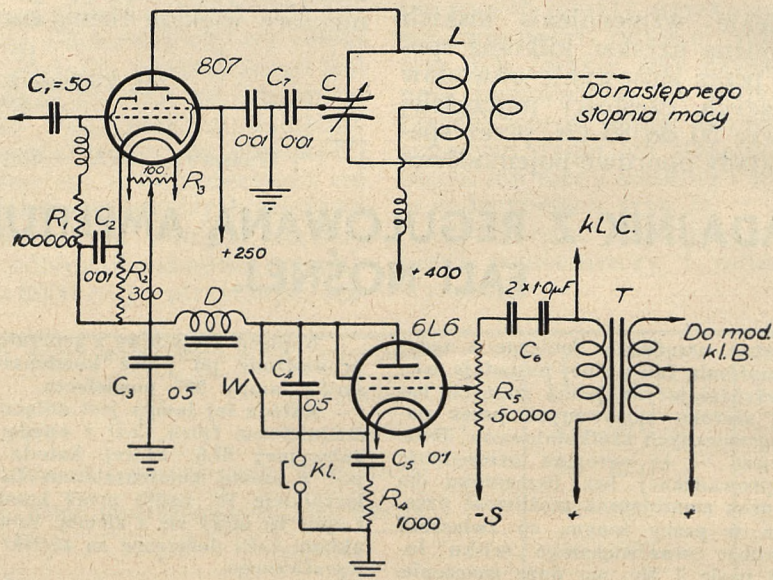 807
L
C₁=50
C₇
C
Do następnego
stopnia mocy
0·01
0·01
100
R₃
R₁
100000
C₂
0·01
R₂
300
+250
+400
kl. C.
D
6L6
2 × 1·0 μF
T
C₆
Do mod.
kl. B.
C₃
0·5
W
C₄
0·5
R₅
50000
Kl.
C₅
0·1
R₄
1000
-S
+
+